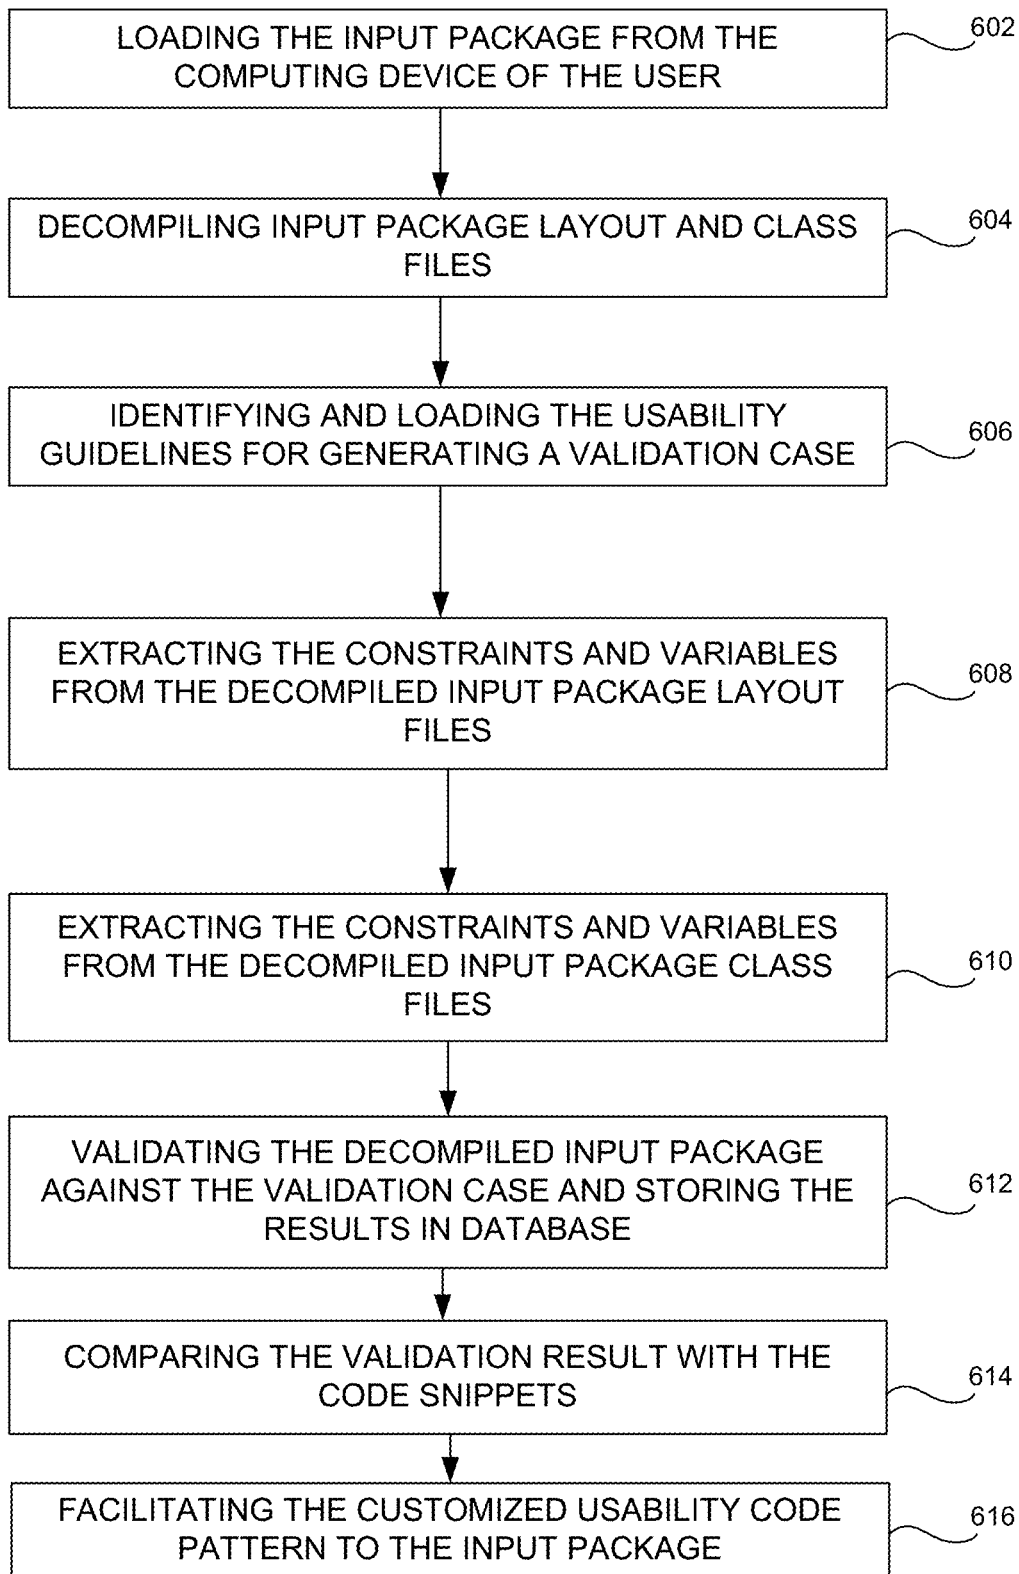 LOADING THE INPUT PACKAGE FROM THE
COMPUTING DEVICE OF THE USER
602
DECOMPILING INPUT PACKAGE LAYOUT AND CLASS
FILES
604
IDENTIFYING AND LOADING THE USABILITY
GUIDELINES FOR GENERATING A VALIDATION CASE
606
EXTRACTING THE CONSTRAINTS AND VARIABLES
FROM THE DECOMPILED INPUT PACKAGE LAYOUT
FILES
608
EXTRACTING THE CONSTRAINTS AND VARIABLES
FROM THE DECOMPILED INPUT PACKAGE CLASS
FILES
610
VALIDATING THE DECOMPILED INPUT PACKAGE
AGAINST THE VALIDATION CASE AND STORING THE
RESULTS IN DATABASE
612
COMPARING THE VALIDATION RESULT WITH THE
CODE SNIPPETS
614
FACILITATING THE CUSTOMIZED USABILITY CODE
PATTERN TO THE INPUT PACKAGE
616